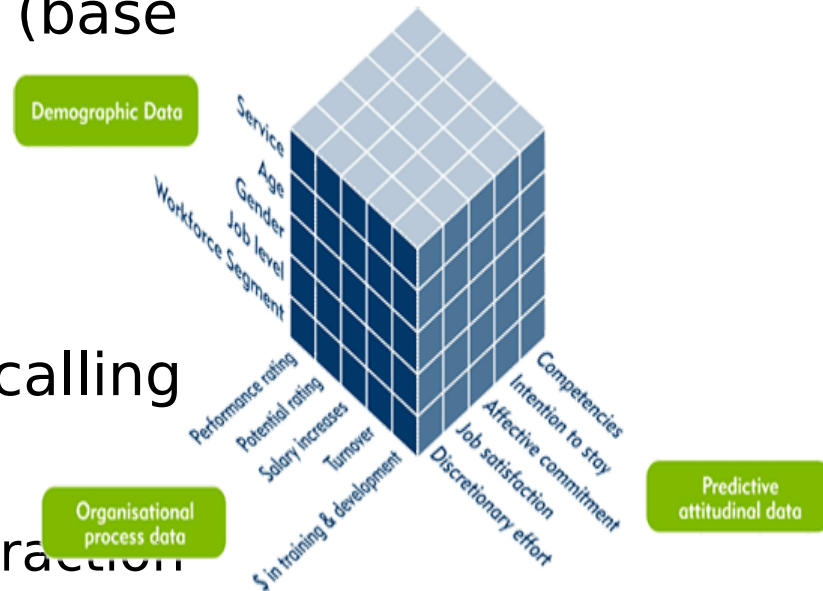 (base
Demographic Data
Service
Age
Gender
Job level
Workforce Segment
calling
Performance rating
Potential rating
Salary increases
Turnover
$ in training & development
Competencies
Intention to stay
Affective commitment
Job satisfaction
Discretionary effort
Organisational
process data
Predictive
attitudinal data
raction